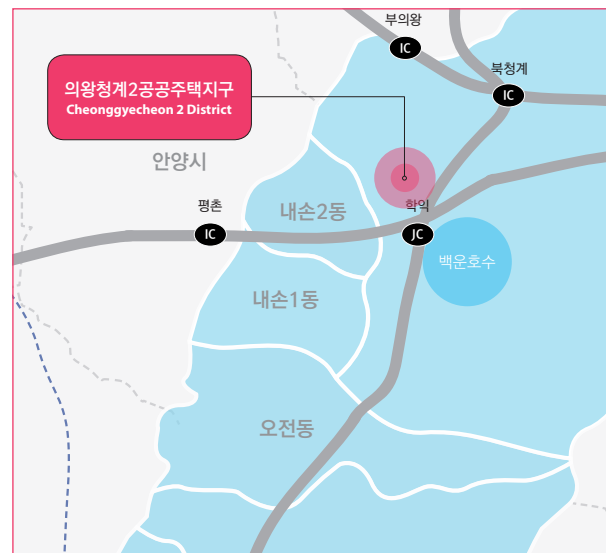 부의왕
IC
북청계
IC
의왕청계2공공주택지구
Cheonggyecheon 2 District
안양시
평촌
IC
내손2동
학익
JC
백운호수
내손1동
오전동